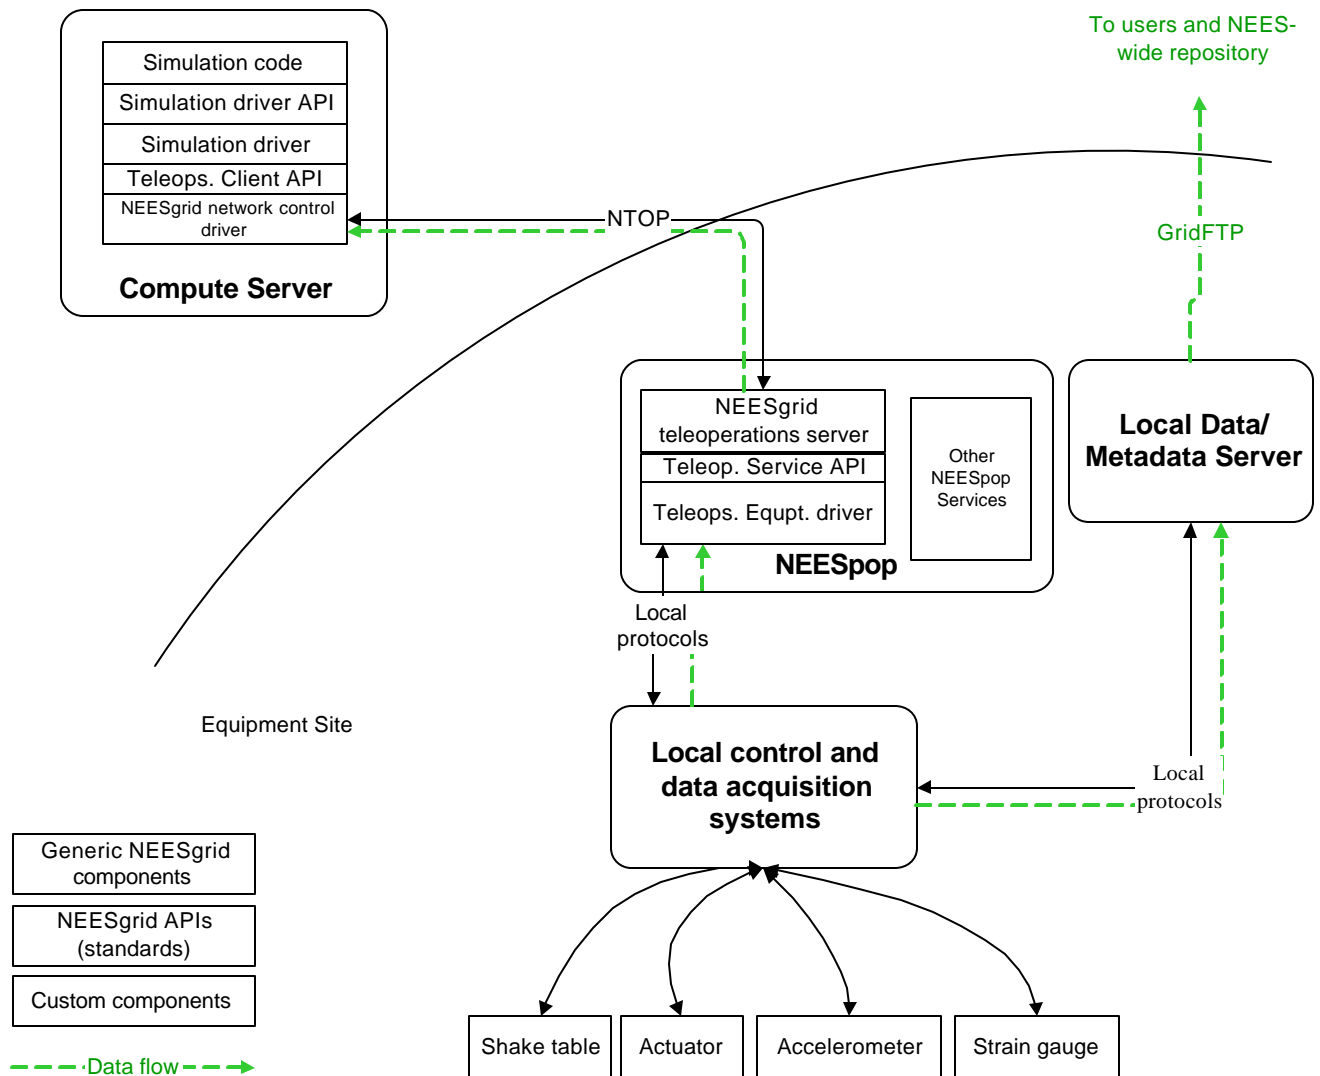 To users and NEES-
wide repository
Simulation code
Simulation driver API
Simulation driver
Teleops. Client API
NEESgrid network control
driver
Compute Server
NTOP
GridFTP
NEESgrid
teleoperations server
Teleop. Service API
Teleops. Equpt. driver
Other
NEESpop
Services
NEESpop
Local Data/
Metadata Server
Local
protocols
Equipment Site
Local control and
data acquisition
systems
Local
protocols
Generic NEESgrid
components
NEESgrid APIs
(standards)
Custom components
Data flow
Shake table
Actuator
Accelerometer
Strain gauge